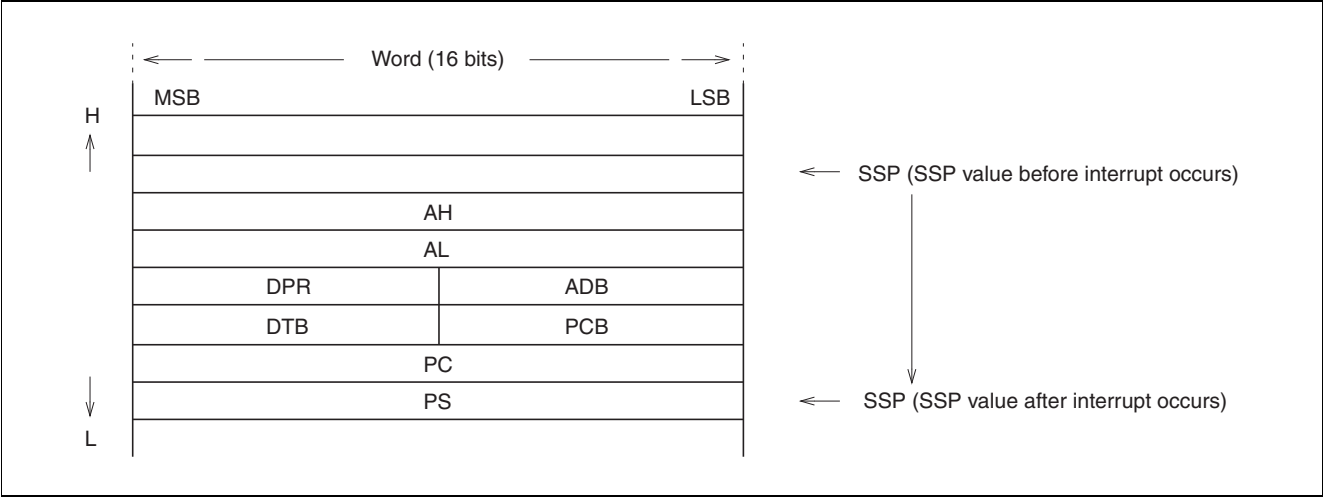 Word (16 bits)
MSB LSB
H
SSP (SSP value before interrupt occurs)
AH
AL
DPR ADB
DTB PCB
PC
PS SSP (SSP value after interrupt occurs)
L